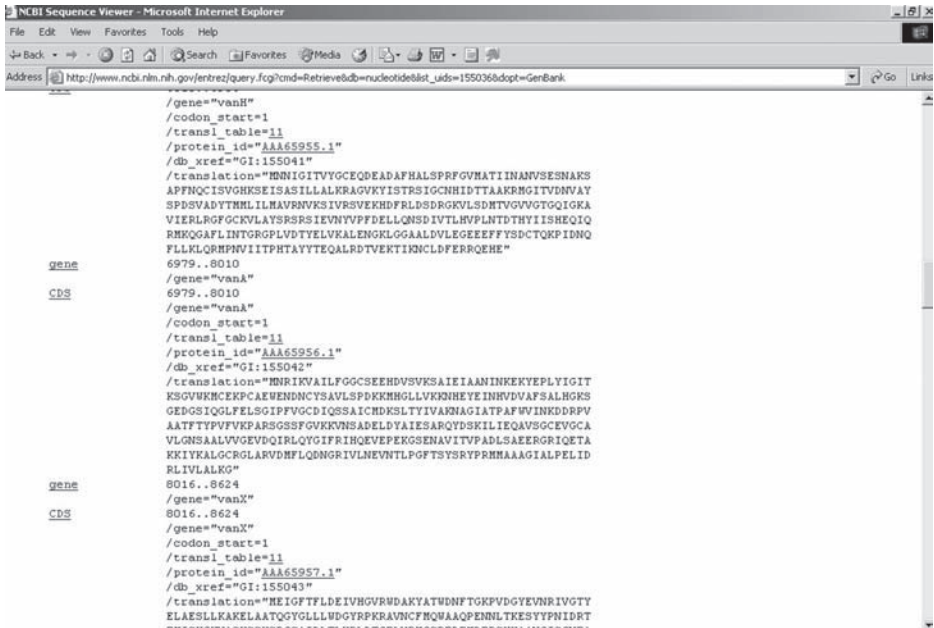 NCBI Sequence Viewer - Microsoft Internet Explorer
File Edit View Favorites Tools Help
Back Search Favorites Media
Address http://www.ncbi.nlm.nih.gov/entrez/query.fcgi?cmd=Retrieve&db=nucleotide&list_uids=155036&dopt=GenBank Go Links
/gene="vanH"
/codon_start=1
/transl_table=11
/protein_id="AAA65955.1"
/db_xref="GI:155041"
/translation="MNNIGITVYGCEQDEADAFHALSPRFGVMATIINANVSESNAKS
APFNQCISVGHKSEISASILLALKRAGVKYISTRSIGCNHIDTTAAKRMGITVDNVAY
SPDSVADYTMMLILMAVRNVKSIVRSVEKHDFRLDSDRGKVLSDMTVGVVGTGQIGKA
VIERLRGFGCKVLAYSRSRSIEVNYVPFDELLQNSDIVTLHVPLNTDTHYIISHEQIQ
RMKQGAFLINTGRGPLVDTYELVKALENGKLGGAALDVLEGEEEFFYSDCTQKPIDNQ
FLLKLQRMPNVIITPHTAYYTEQALRDTVEKTIKNCLDFERRQEHE"
gene 6979..8010
/gene="vanA"
CDS 6979..8010
/gene="vanA"
/codon_start=1
/transl_table=11
/protein_id="AAA65956.1"
/db_xref="GI:155042"
/translation="MNRIKVAILFGGCSEEHDVSVKSAIEIAANINKEKYEPLYIGIT
KSGVWKMCEKPCAEWENDNCYSAVLSPDKKMHGLLVKKNHEYEINHVDVAFSALHGKS
GEDGSIQGLFELSGIPFVGCDIQSSAICMDKSLTYIVAKNAGIATPAFWVINKDDRPV
AATFTYPVFVKPARSGSSFGVKKVNSADELDYAIESARQYDSKILIEQAVSGCEVGCA
VLGNSAALVVGEVDQIRLQYGIFRIHQEVEPEKGSENAVITVPADLSAEERGRIQETA
KKIYKALGCRGLARVDMFLQDNGRIVLNEVNTLPGFTSYSRYPRMMAAAGIALPELID
RLIVLALKG"
gene 8016..8624
/gene="vanX"
CDS 8016..8624
/gene="vanX"
/codon_start=1
/transl_table=11
/protein_id="AAA65957.1"
/db_xref="GI:155043"
/translation="MEIGFTFLDEIVHGVRWDAKYATWDNFTGKPVDGYEVNRIVGTY
ELAESLLKAKELAATQGYGLLLWDGYRPKRAVNCFMQWAAQPENNLTKESYYPNIDRT